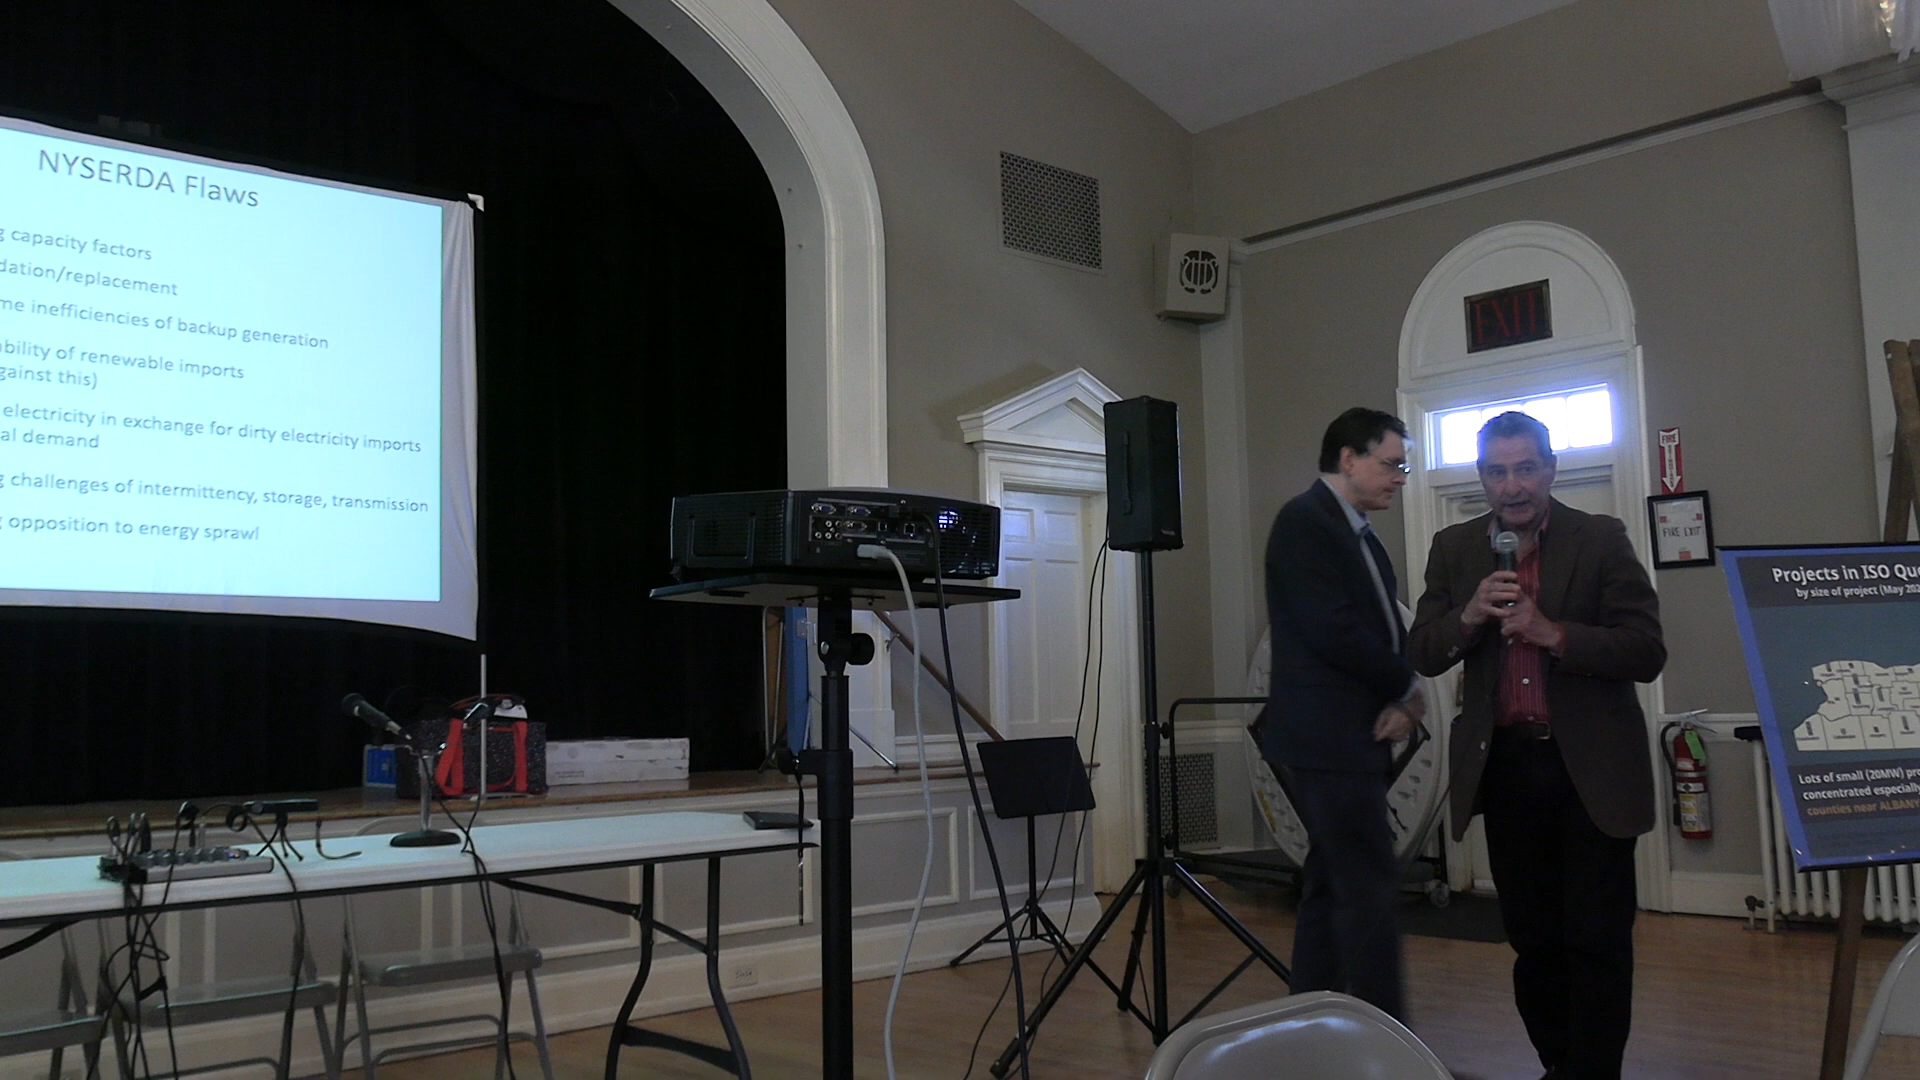 NYSERDA Flaws
capacity factors
dation/replacement
me inefficiencies of backup generation
bility of renewable imports
gainst this)
electricity in exchange for dirty electricity imports
al demand
challenges of intermittency, storage, transmission
opposition to energy sprawl
EXIT
FIRE
FIRE EXIT
Projects in ISO Que
by size of project (May 202
Lots of small (20MW) pro
concentrated especially
counties near ALBANY